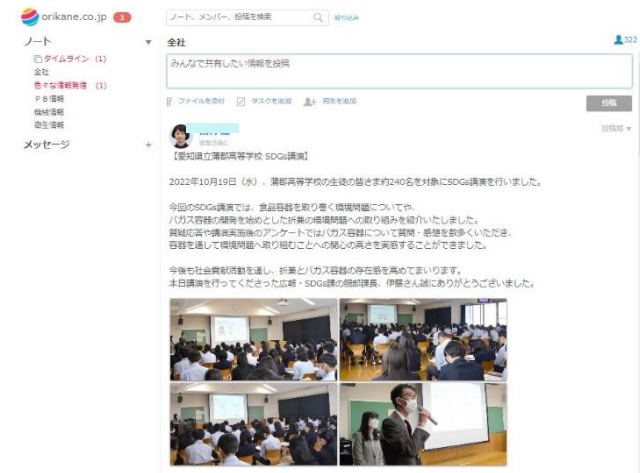 orikane.co.jp 3
ノート、メンバー、投稿を検索
絞り込み
ノート
タイムライン (1)
全社
色々な情報発信 (1)
PB情報
機械情報
衛生情報
メッセージ +
全社
322
みんなで共有したい情報を投稿
ファイルを添付 タスクを追加 宛先を追加
投稿
投稿順
営業企画G
【愛知県立蒲郡高等学校 SDGs講演】
2022年10月19日（水）、蒲郡高等学校の生徒の皆さま約240名を対象にSDGs講演を行いました。
今回のSDGs講演では、食品容器を取り巻く環境問題についてや、
バガス容器の開発を始めとした折兼の環境問題への取り組みを紹介いたしました。
質疑応答や講演実施後のアンケートではバガス容器について質問・感想を数多くいただき、
容器を通して環境問題へ取り組むことへの関心の高さを実感することができました。
今後も社会貢献活動を通し、折兼とバガス容器の存在感を高めてまいります。
本日講演を行ってくださった広報・SDGs課の服部課長、伊藤さん誠にありがとうございました。